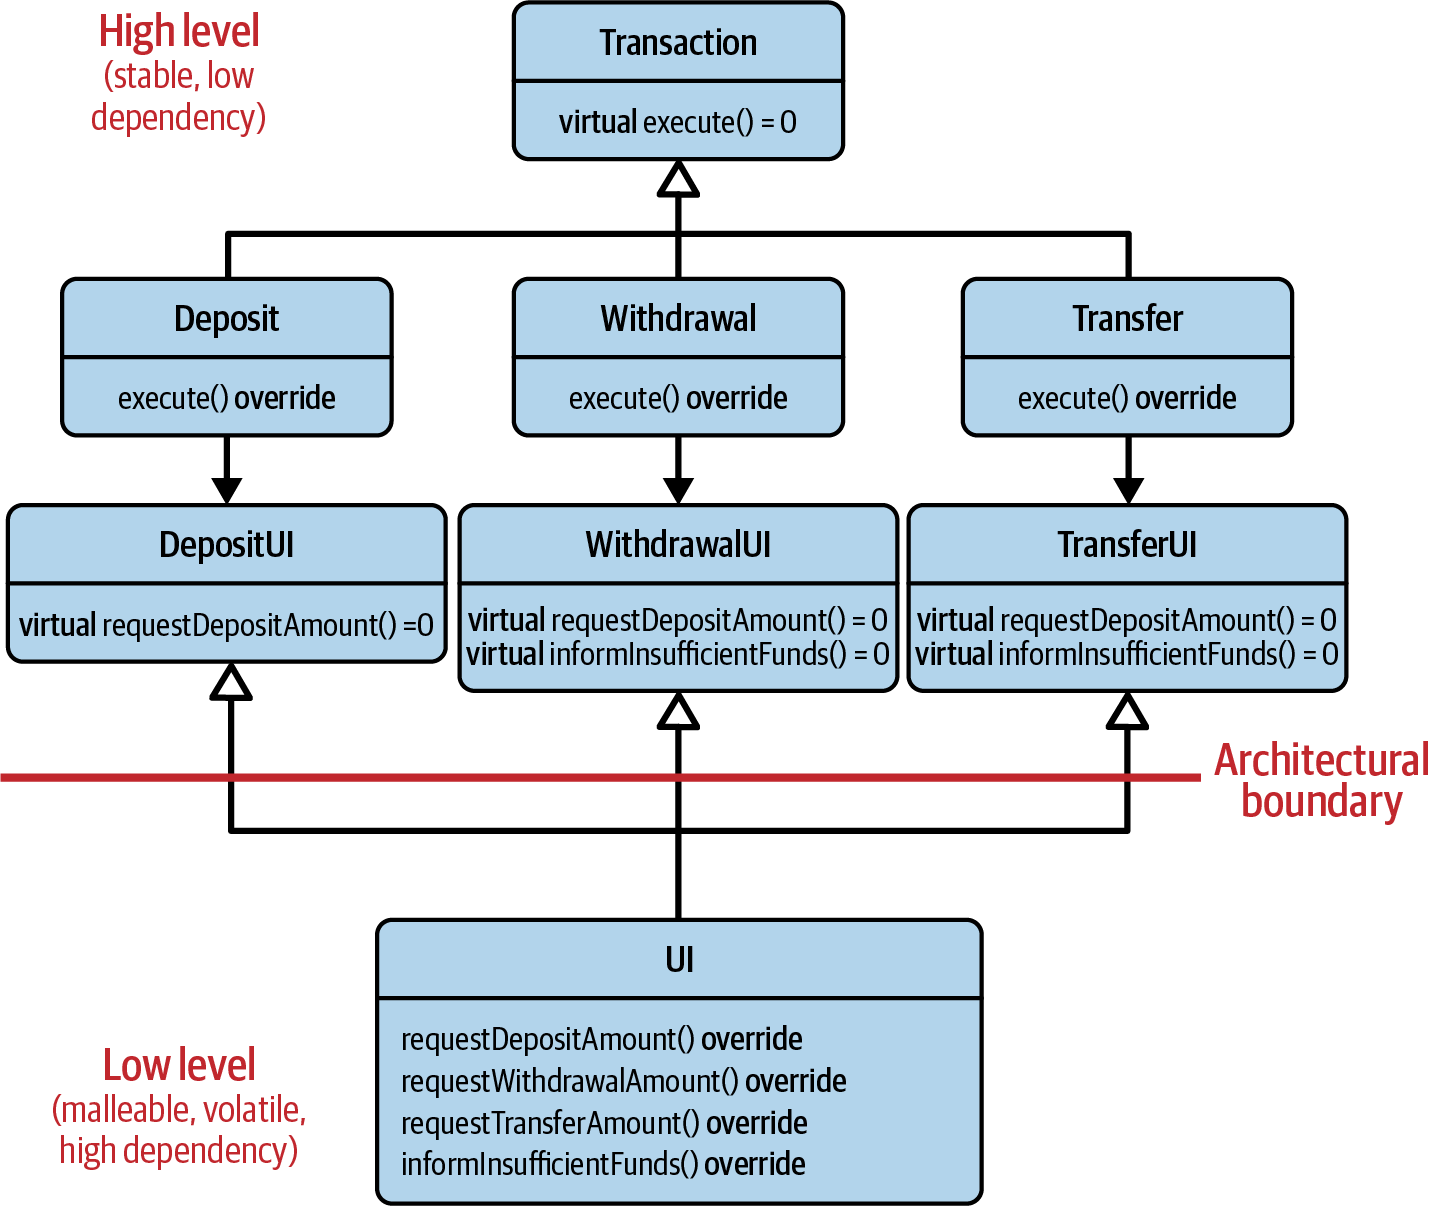 High level
(stable, low
dependency)
Transaction
virtual execute() = 0
Deposit
execute() override
Withdrawal
execute() override
Transfer
execute() override
DepositUI
virtual requestDepositAmount() =0
WithdrawalUI
virtual requestDepositAmount() = 0
virtual informInsufficientFunds() = 0
TransferUI
virtual requestDepositAmount() = 0
virtual informInsufficientFunds() = 0
Architectural
boundary
UI
requestDepositAmount() override
requestWithdrawalAmount() override
requestTransferAmount() override
informInsufficientFunds() override
Low level
(malleable, volatile,
high dependency)